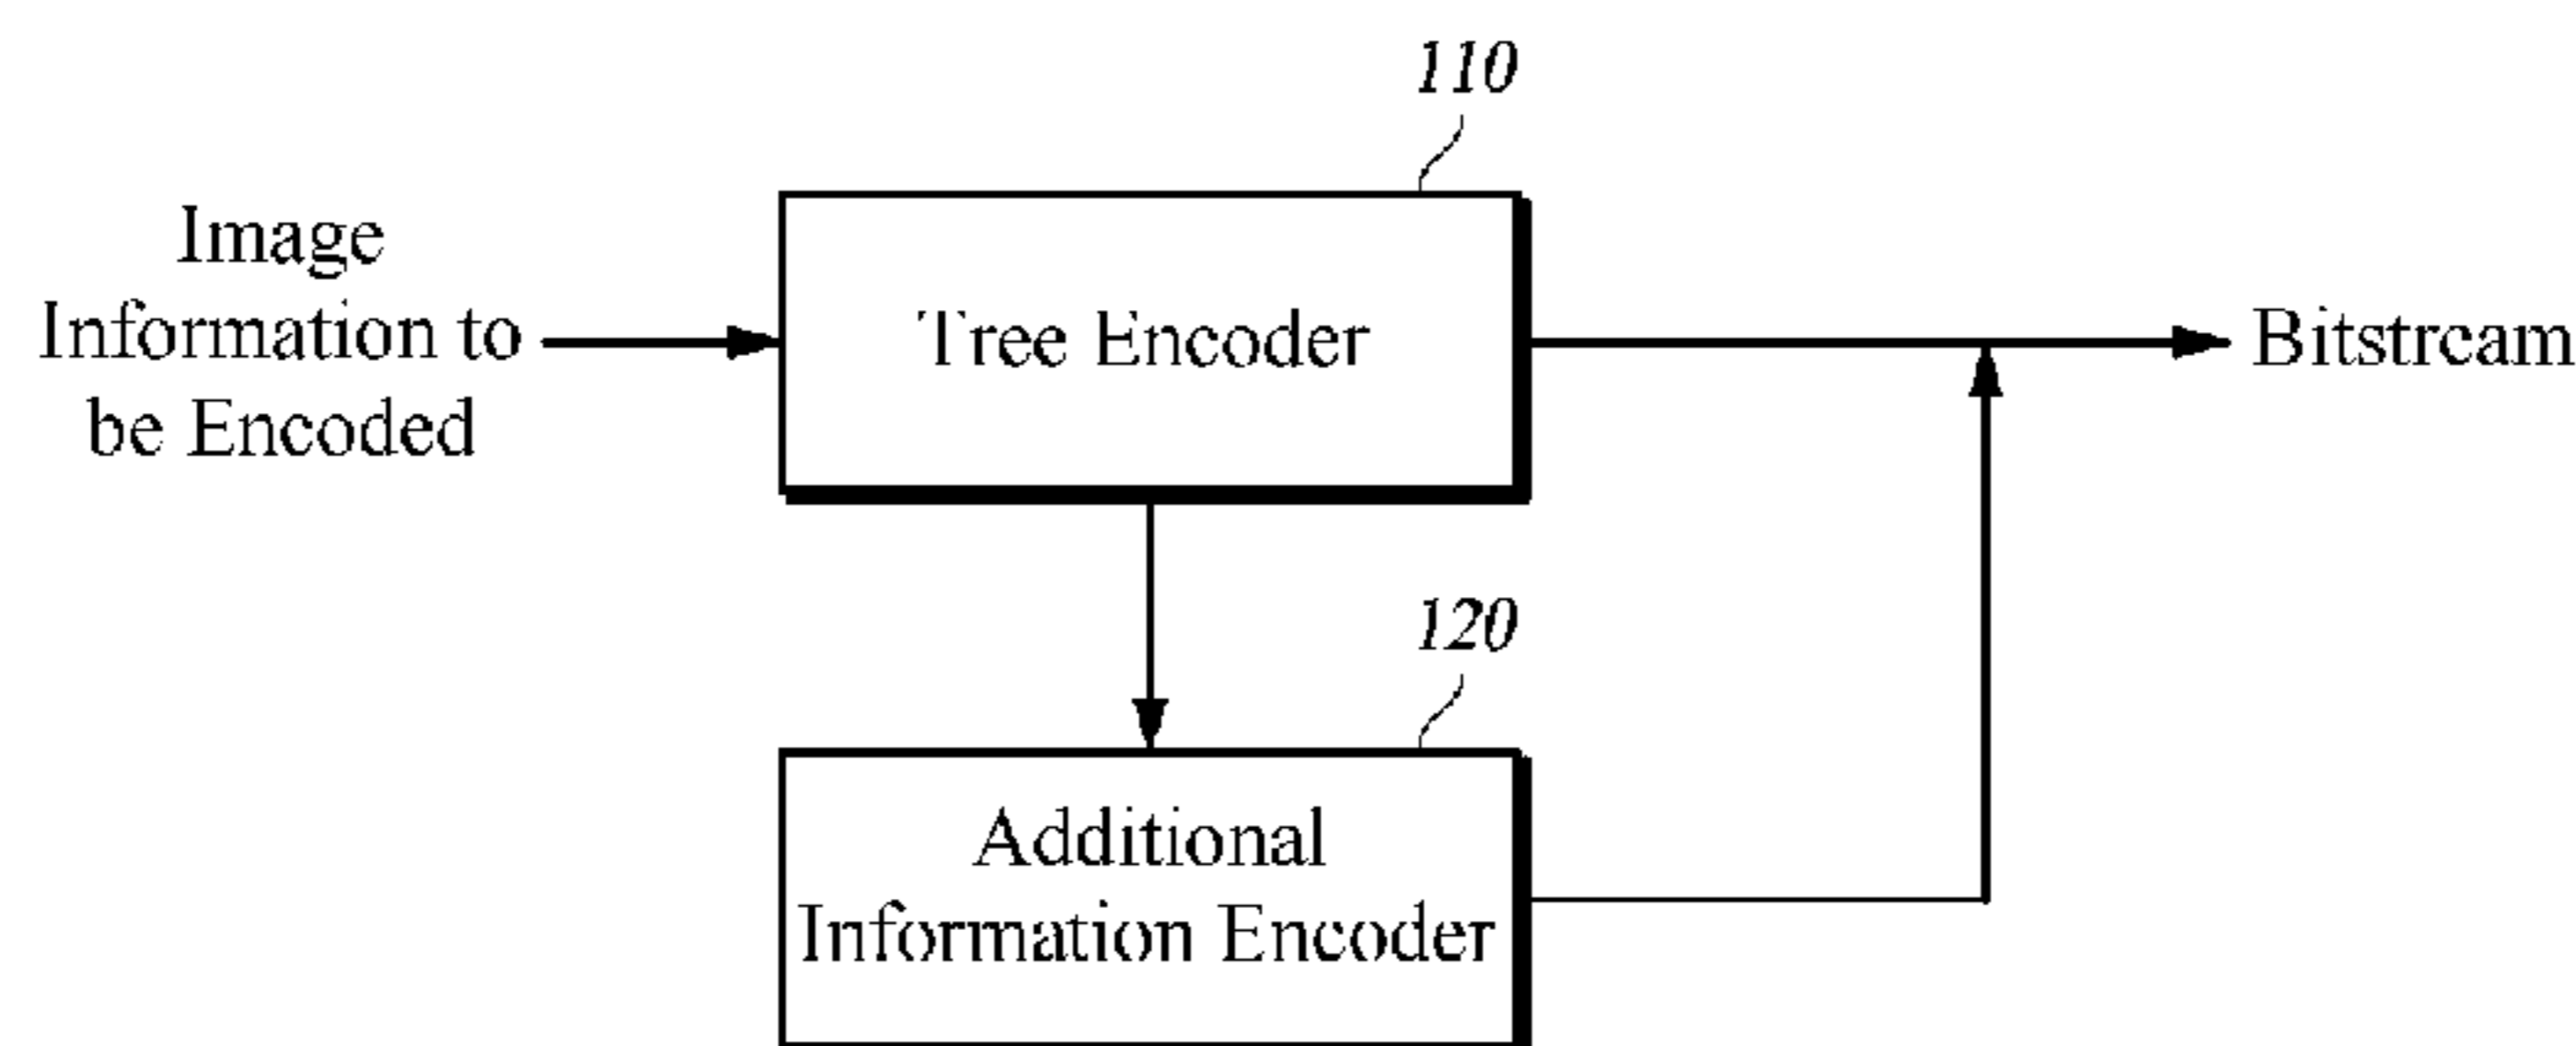 110
Image
Information to
be Encoded
Tree Encoder
Bitstream
120
Additional
Information Encoder